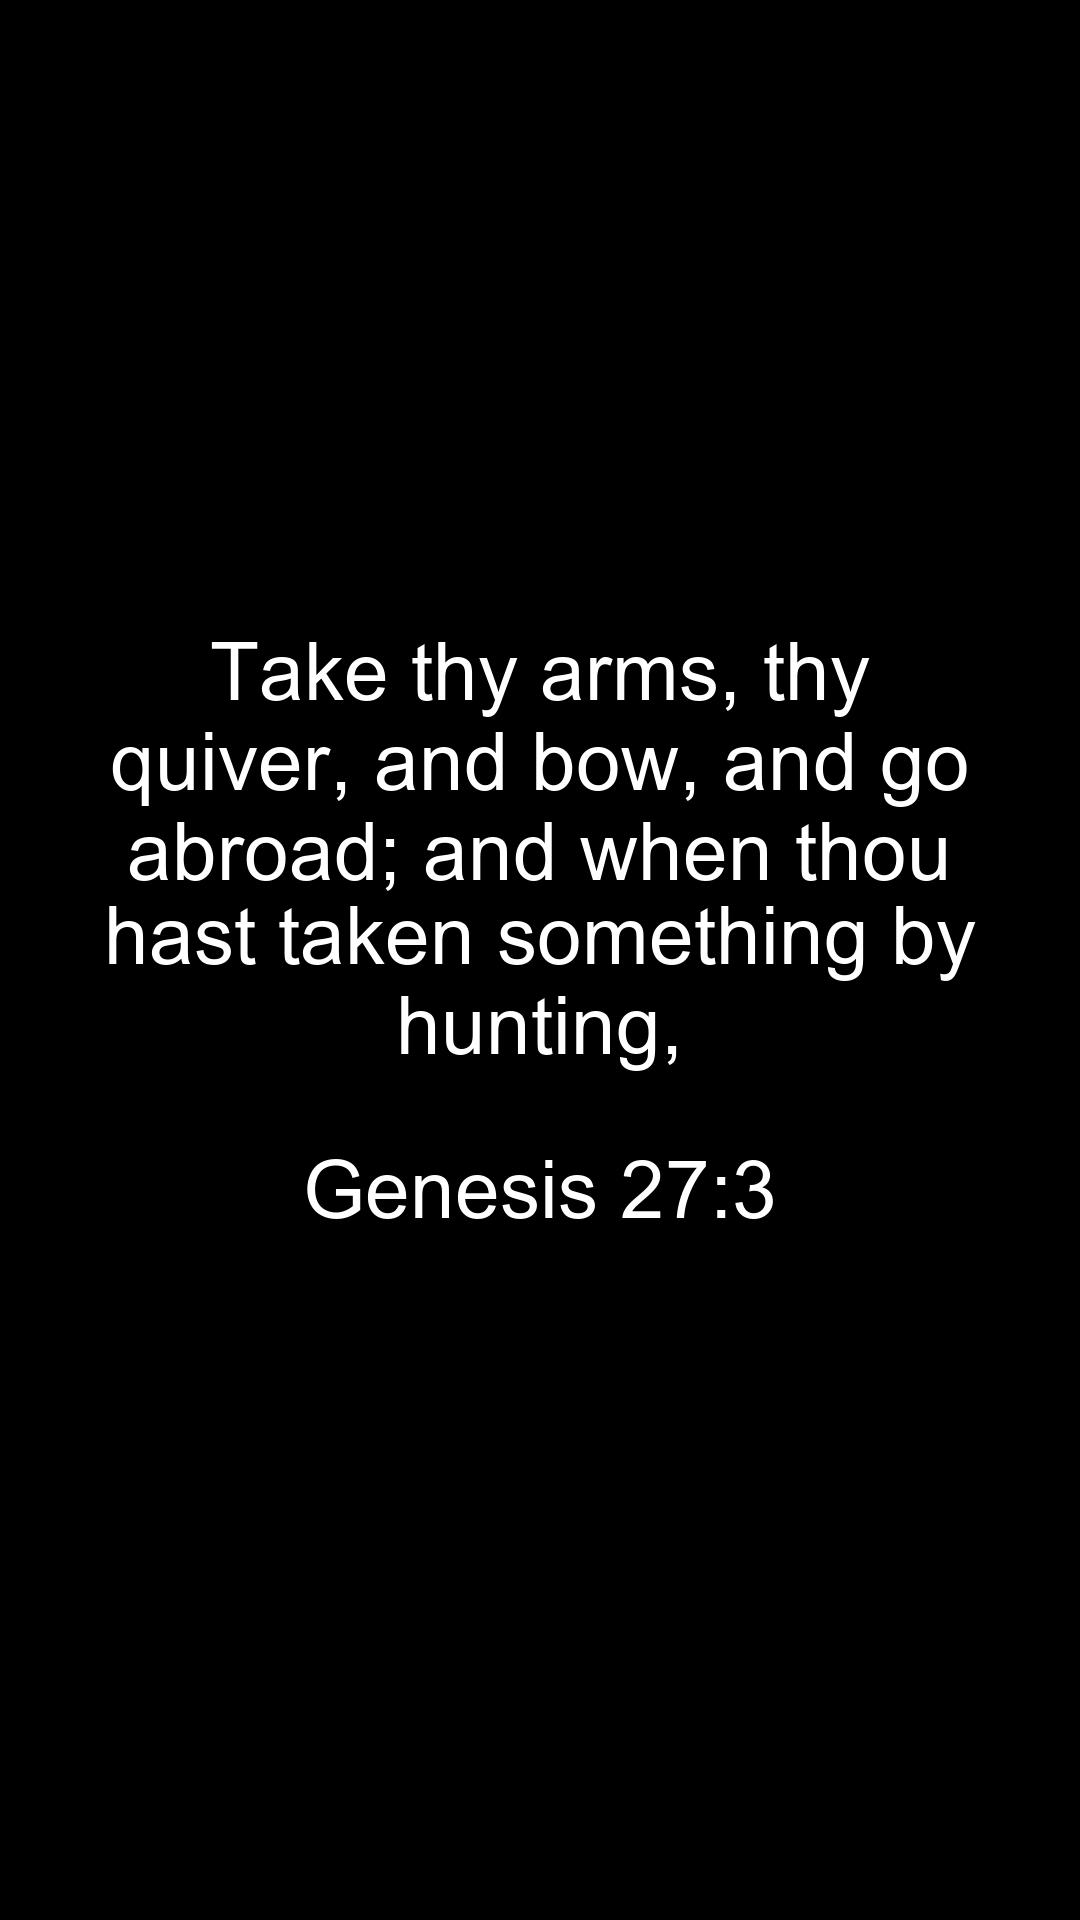 Take thy arms, thy
quiver, and bow, and go
abroad; and when thou
hast taken something by
hunting,
Genesis 27:3